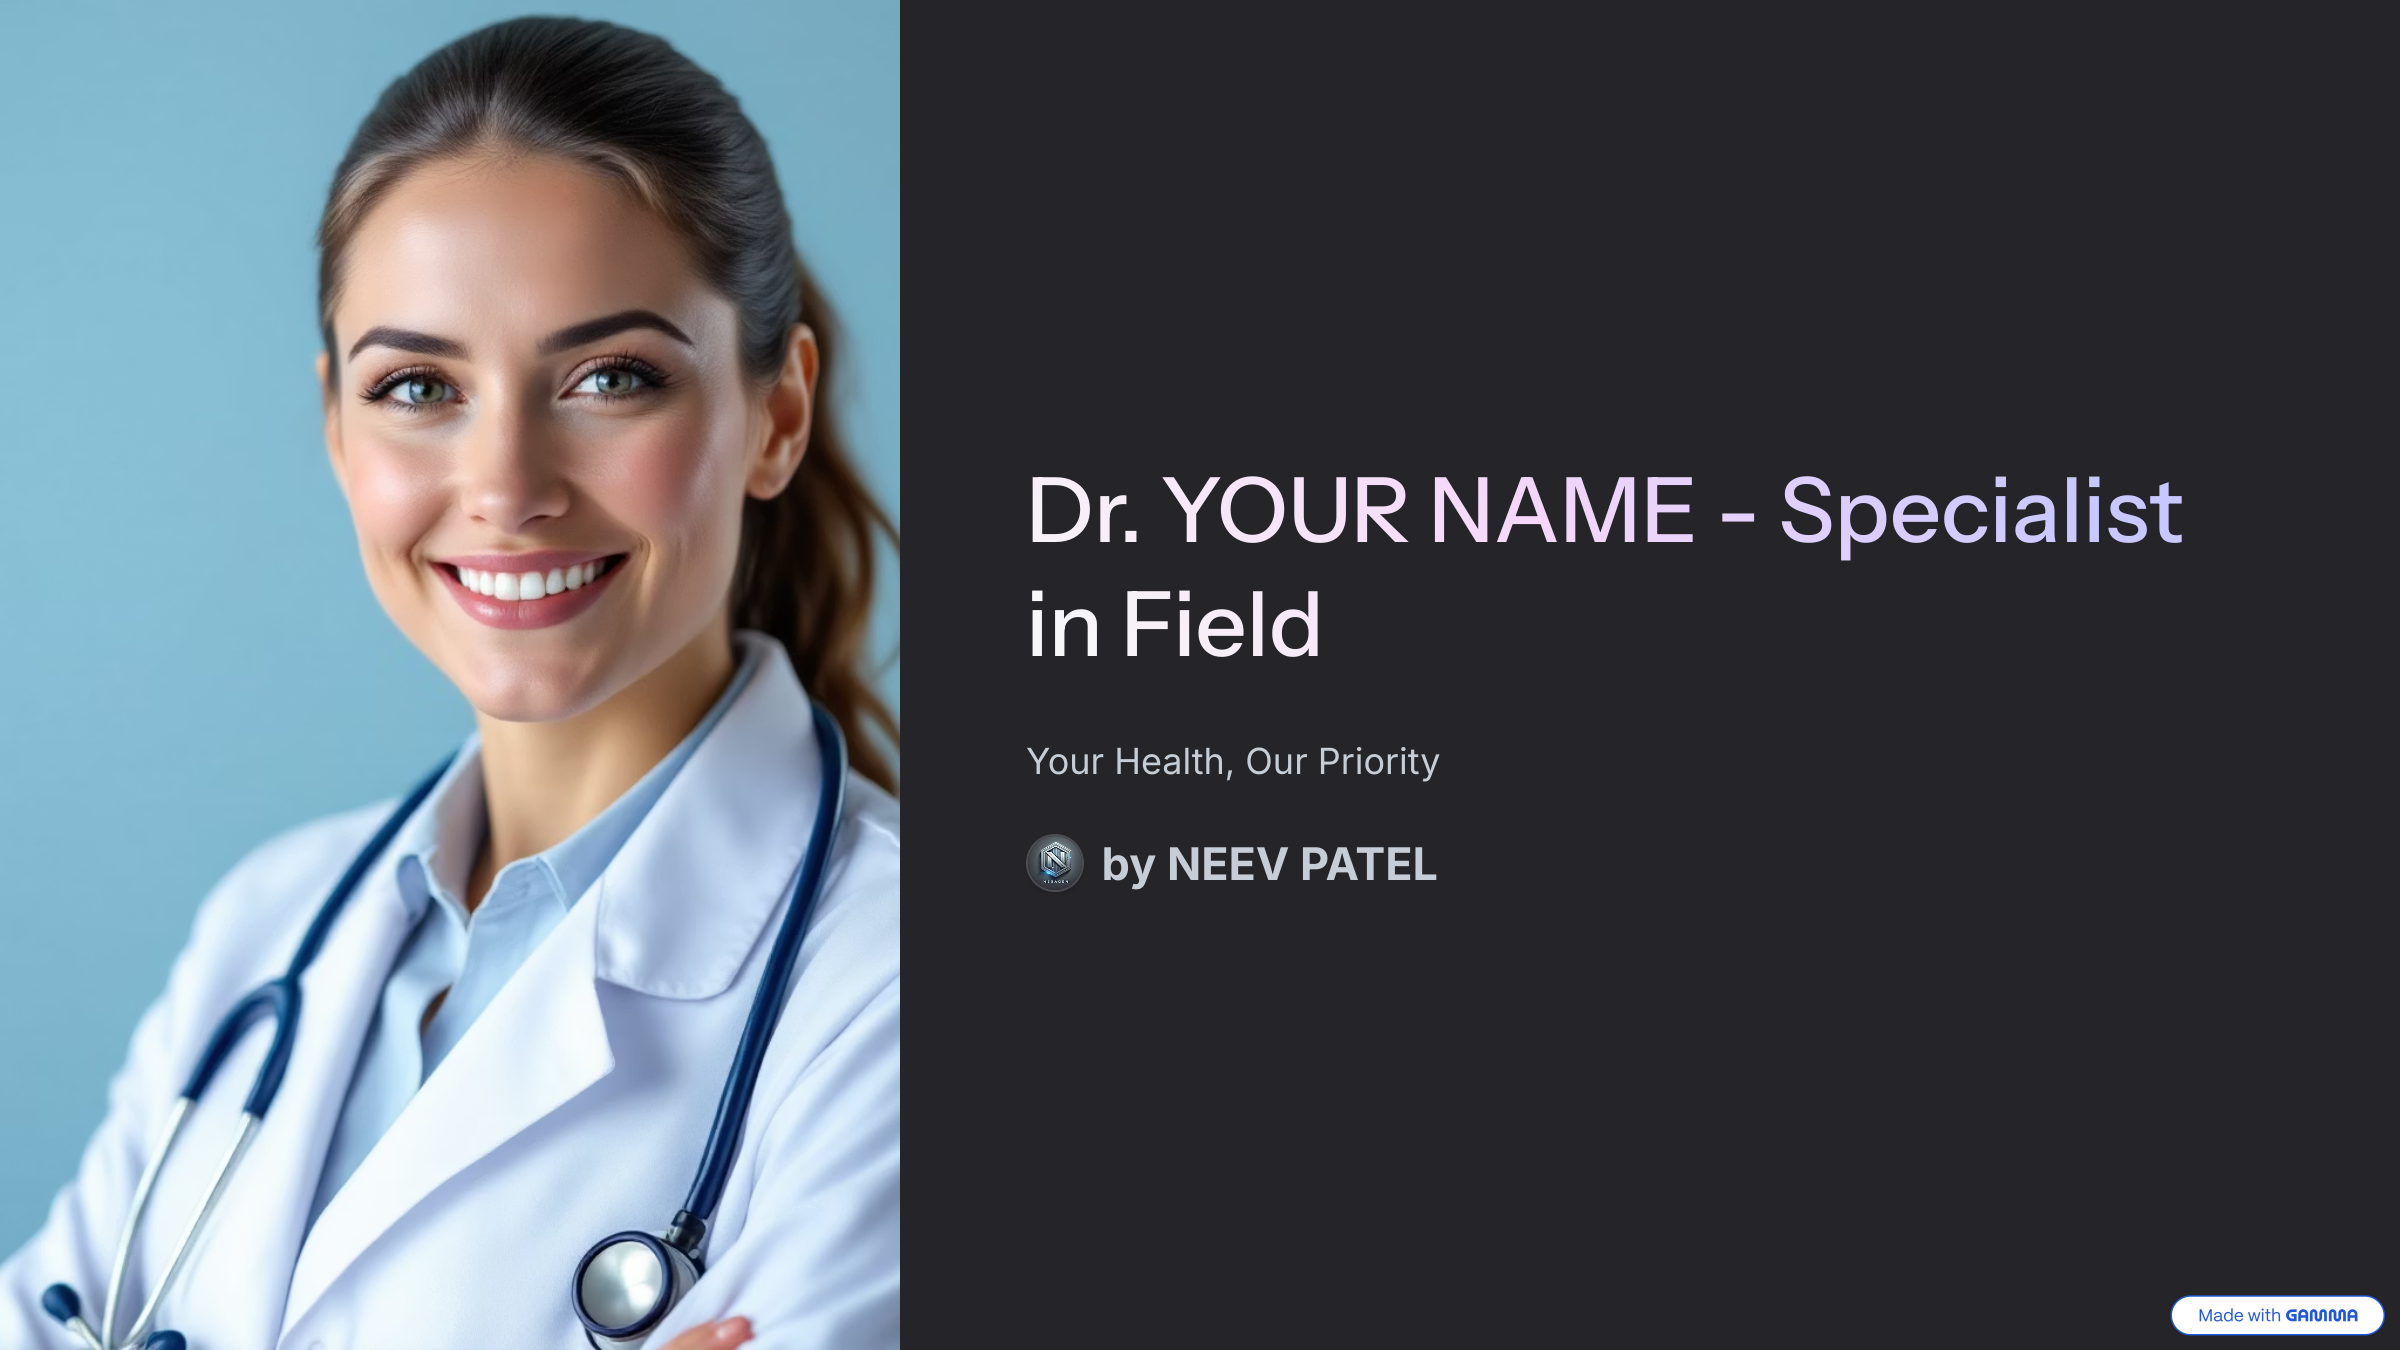 Dr. YOUR NAME - Specialist
in Field
Your Health, Our Priority
by NEEV PATEL
Made with GAMMA